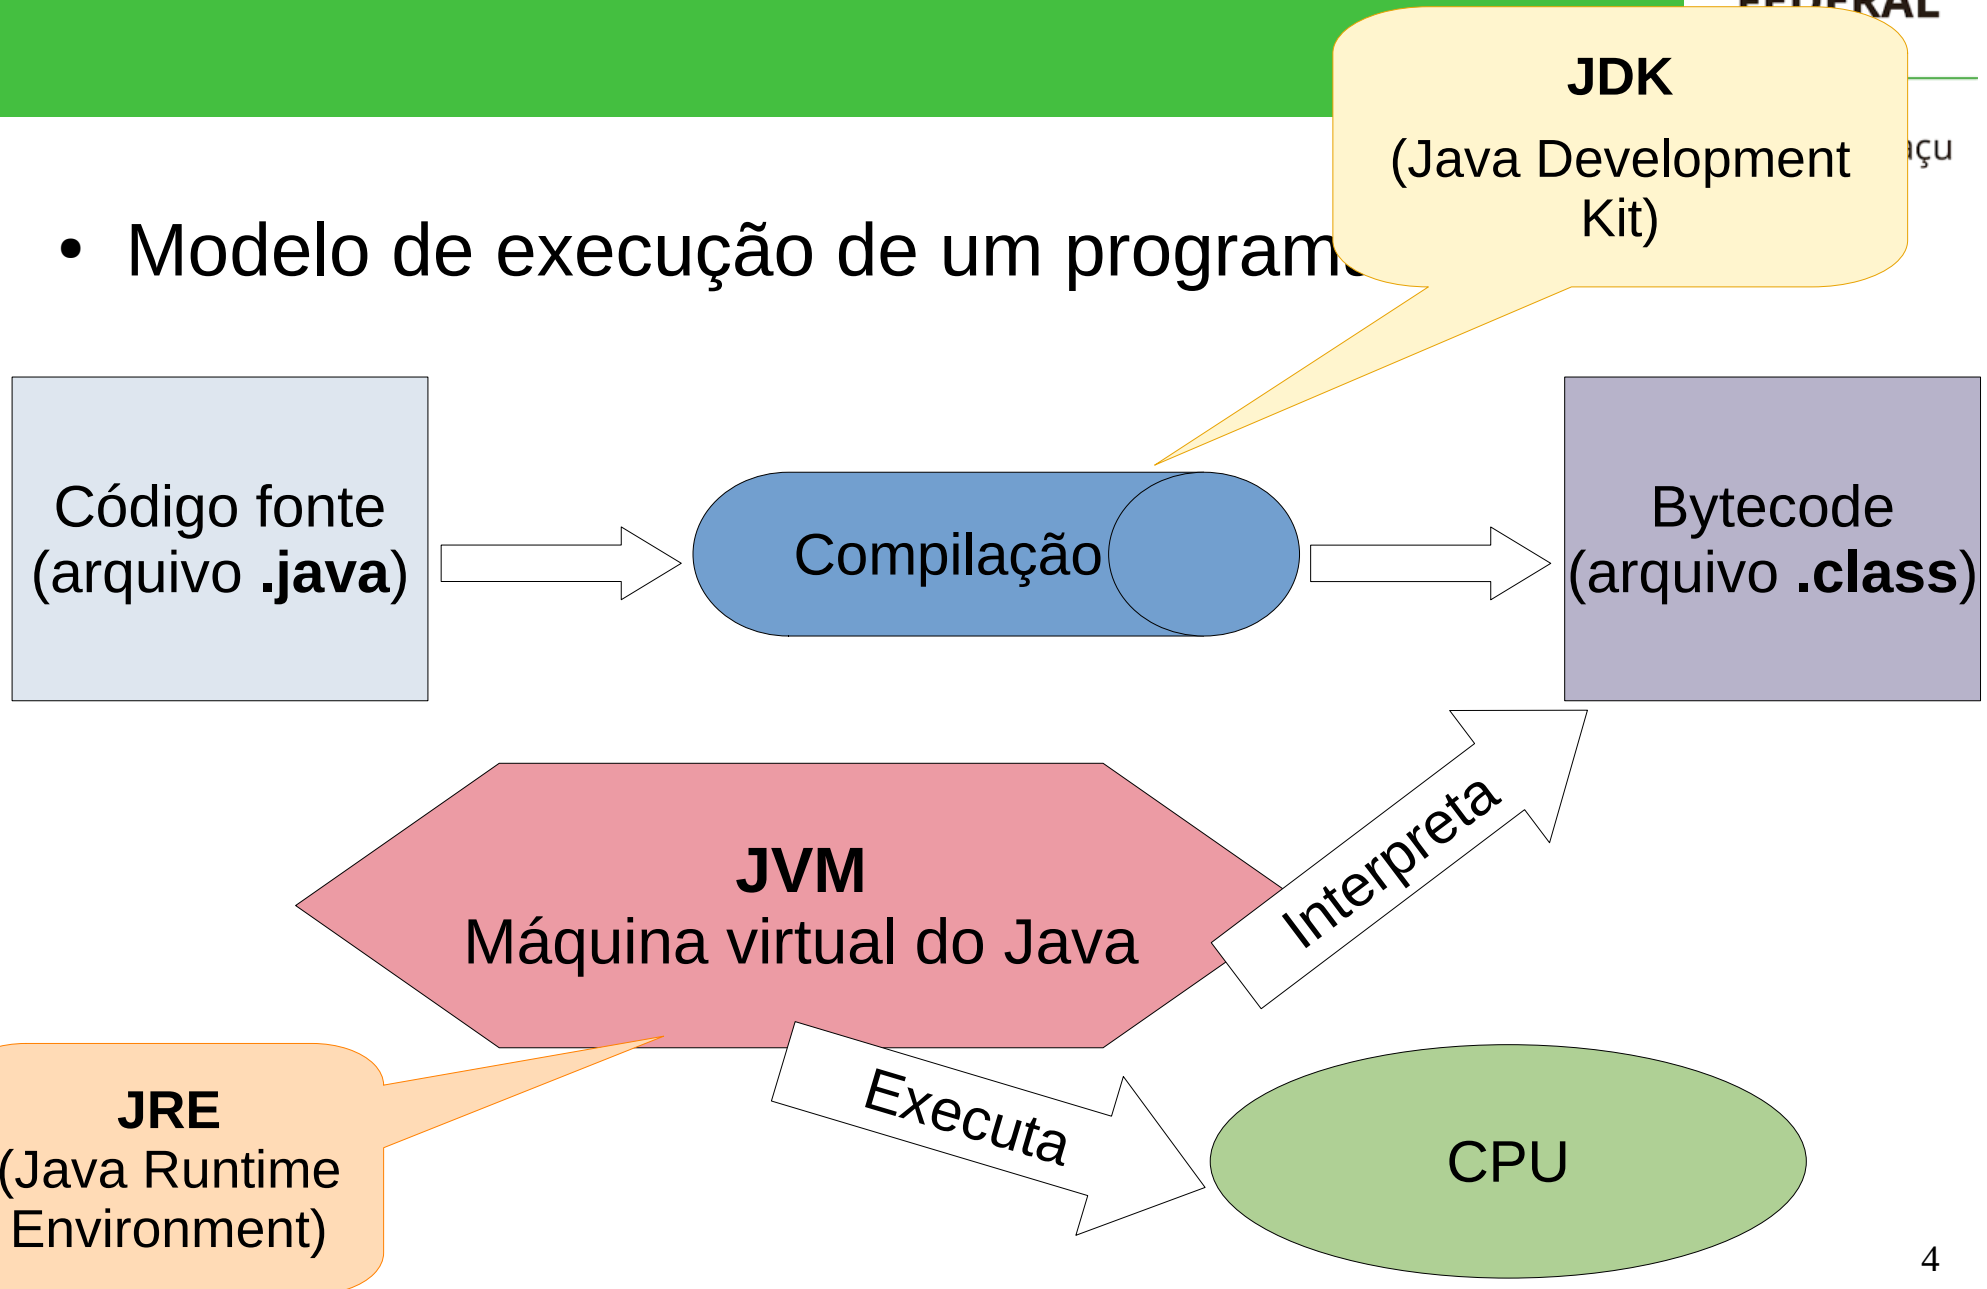 JDK
(Java Development
Kit)
• Modelo de execução de um
Código fonte
(arquivo .java)
Compilação
Bytecode
(arquivo .class)
JVM
Máquina virtual do Java
Interpreta
Executa
JRE
(Java Runtime
Environment)
CPU
4